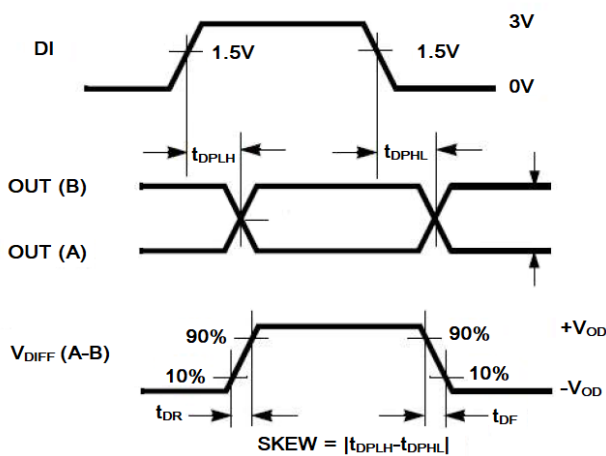 3V
DI
1.5V
1.5V
0V
tDPLH
tDPHL
OUT (B)
OUT (A)
90%
90%
+VOD
VDIFF (A-B)
10%
10%
-VOD
tDR
tDF
SKEW = |tDPLH-tDPHL|